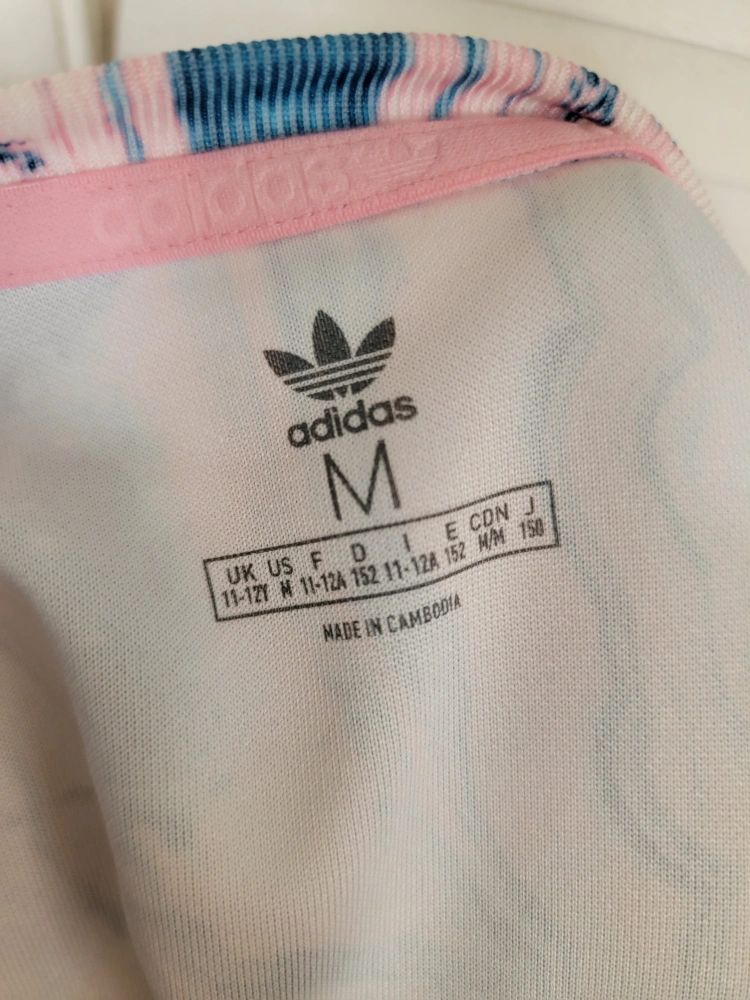 adidas
adidas
M
UK US F D I E CDN J
11-12Y M 11-12A 152 11-12A 152 M/M 150
MADE IN CAMBODIA